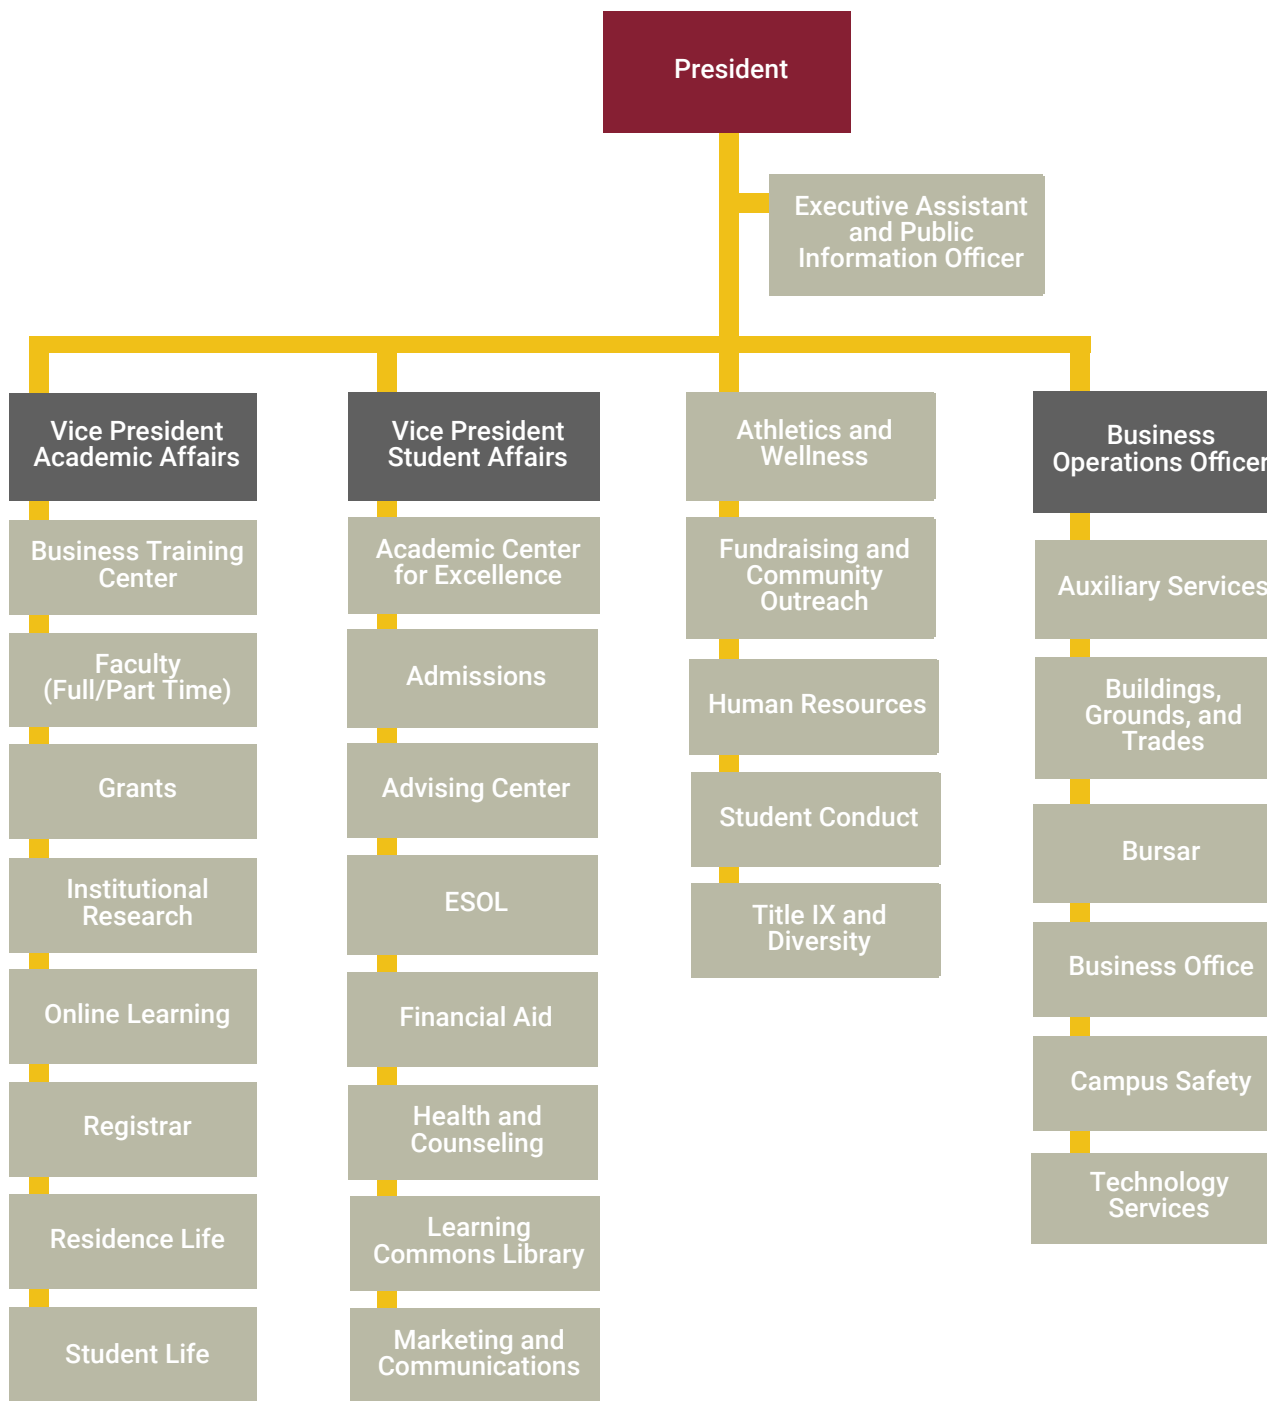 President
Executive Assistant
and Public
Information Officer
Vice President
Academic Affairs
Business Training
Center
Faculty
(Full/Part Time)
Grants
Institutional
Research
Online Learning
Registrar
Residence Life
Student Life
Vice President
Student Affairs
Academic Center
for Excellence
Admissions
Advising Center
ESOL
Financial Aid
Health and
Counseling
Learning
Commons Library
Marketing and
Communications
Athletics and
Wellness
Fundraising and
Community
Outreach
Human Resources
Student Conduct
Title IX and
Diversity
Business
Operations Officer
Auxiliary Services
Buildings,
Grounds, and
Trades
Bursar
Business Office
Campus Safety
Technology
Services